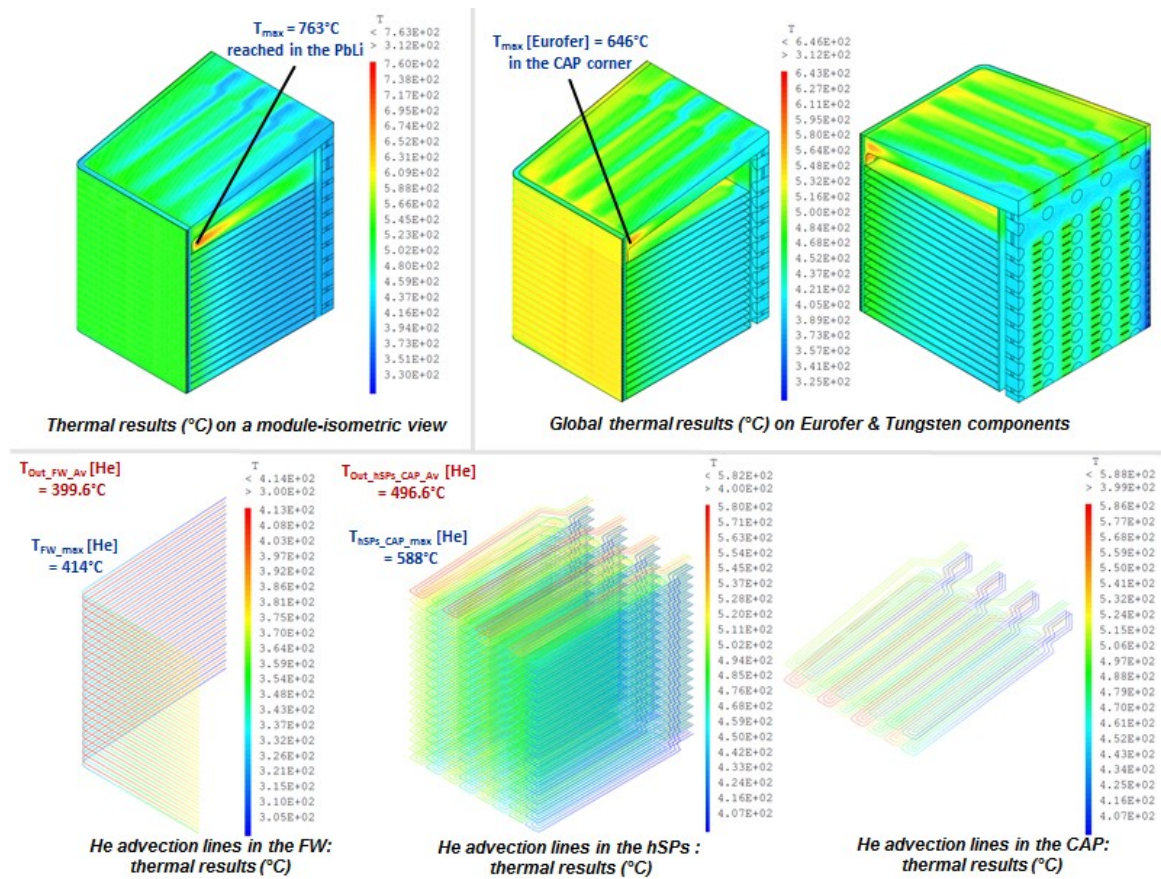 T
< 7.63E+02
> 3.12E+02
Tmax = 763°C
reached in the PbLi
7.60E+02
7.38E+02
7.17E+02
6.95E+02
6.74E+02
6.52E+02
6.31E+02
6.09E+02
5.88E+02
5.66E+02
5.45E+02
5.23E+02
5.02E+02
4.80E+02
4.59E+02
4.37E+02
4.16E+02
3.94E+02
3.73E+02
3.51E+02
3.30E+02
Thermal results (°C) on a module-isometric view
Tmax [Eurofer] = 646°C
in the CAP corner
T
< 6.46E+02
> 3.12E+02
6.43E+02
6.27E+02
6.11E+02
5.95E+02
5.80E+02
5.64E+02
5.48E+02
5.32E+02
5.16E+02
5.00E+02
4.84E+02
4.68E+02
4.52E+02
4.37E+02
4.21E+02
4.05E+02
3.89E+02
3.73E+02
3.57E+02
3.41E+02
3.25E+02
Global thermal results (°C) on Eurofer & Tungsten components
TOut_FW_Av [He]
= 399.6°C
TFW_max [He]
= 414°C
T
< 4.14E+02
> 3.00E+02
4.13E+02
4.08E+02
4.03E+02
3.97E+02
3.92E+02
3.86E+02
3.81E+02
3.75E+02
3.70E+02
3.64E+02
3.59E+02
3.54E+02
3.48E+02
3.43E+02
3.37E+02
3.32E+02
3.26E+02
3.21E+02
3.15E+02
3.10E+02
3.05E+02
He advection lines in the FW:
thermal results (°C)
TOut_hSPs_CAP_Av [He]
= 496.6°C
ThSPs_CAP_max [He]
= 588°C
T
< 5.82E+02
> 4.00E+02
5.80E+02
5.71E+02
5.63E+02
5.54E+02
5.45E+02
5.37E+02
5.28E+02
5.20E+02
5.11E+02
5.02E+02
4.94E+02
4.85E+02
4.76E+02
4.68E+02
4.59E+02
4.50E+02
4.42E+02
4.33E+02
4.24E+02
4.16E+02
4.07E+02
He advection lines in the hSPs :
thermal results (°C)
T
< 5.88E+02
> 3.99E+02
5.86E+02
5.77E+02
5.68E+02
5.59E+02
5.50E+02
5.41E+02
5.32E+02
5.24E+02
5.15E+02
5.06E+02
4.97E+02
4.88E+02
4.79E+02
4.70E+02
4.61E+02
4.52E+02
4.43E+02
4.34E+02
4.25E+02
4.16E+02
4.07E+02
He advection lines in the CAP:
thermal results (°C)